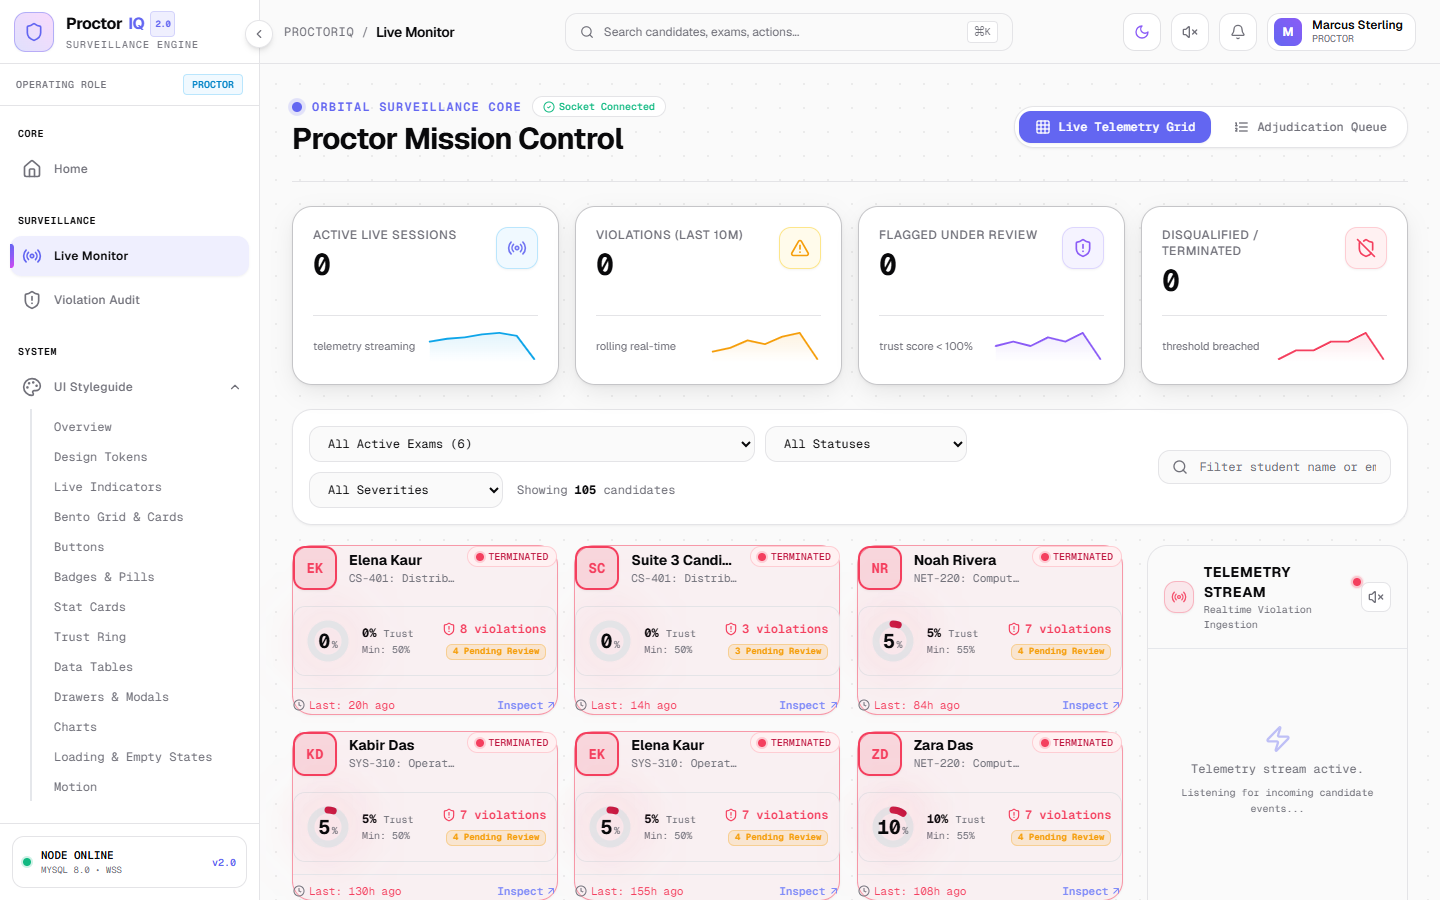 Proctor IQ 2.0
SURVEILLANCE ENGINE
OPERATING ROLE
PROCTOR
CORE
Home
SURVEILLANCE
Live Monitor
Violation Audit
SYSTEM
UI Styleguide
Overview
Design Tokens
Live Indicators
Bento Grid & Cards
Buttons
Badges & Pills
Stat Cards
Trust Ring
Data Tables
Drawers & Modals
Charts
Loading & Empty States
Motion
NODE ONLINE
MYSQL 8.0 • WSS
v2.0
PROCTORIQ / Live Monitor
Search candidates, exams, actions...
⌘K
M
Marcus Sterling
PROCTOR
ORBITAL SURVEILLANCE CORE
Socket Connected
Proctor Mission Control
Live Telemetry Grid
Adjudication Queue
ACTIVE LIVE SESSIONS
0
telemetry streaming
VIOLATIONS (LAST 10M)
0
rolling real-time
FLAGGED UNDER REVIEW
0
trust score < 100%
DISQUALIFIED /
TERMINATED
0
threshold breached
All Active Exams (6)
All Statuses
All Severities
Showing 105 candidates
Filter student name or em
EK
Elena Kaur
TERMINATED
CS-401: Distrib…
0%
0% Trust
Min: 50%
8 violations
4 Pending Review
Last: 20h ago
Inspect
SC
Suite 3 Candi…
TERMINATED
CS-401: Distrib…
0%
0% Trust
Min: 50%
3 violations
3 Pending Review
Last: 14h ago
Inspect
NR
Noah Rivera
TERMINATED
NET-220: Comput…
5%
5% Trust
Min: 55%
7 violations
4 Pending Review
Last: 84h ago
Inspect
KD
Kabir Das
TERMINATED
SYS-310: Operat…
5%
5% Trust
Min: 50%
7 violations
4 Pending Review
Last: 130h ago
Inspect
EK
Elena Kaur
TERMINATED
SYS-310: Operat…
5%
5% Trust
Min: 50%
7 violations
4 Pending Review
Last: 155h ago
Inspect
ZD
Zara Das
TERMINATED
NET-220: Comput…
10%
10% Trust
Min: 55%
7 violations
4 Pending Review
Last: 108h ago
Inspect
TELEMETRY
STREAM
Realtime Violation
Ingestion
Telemetry stream active.
Listening for incoming candidate
events...